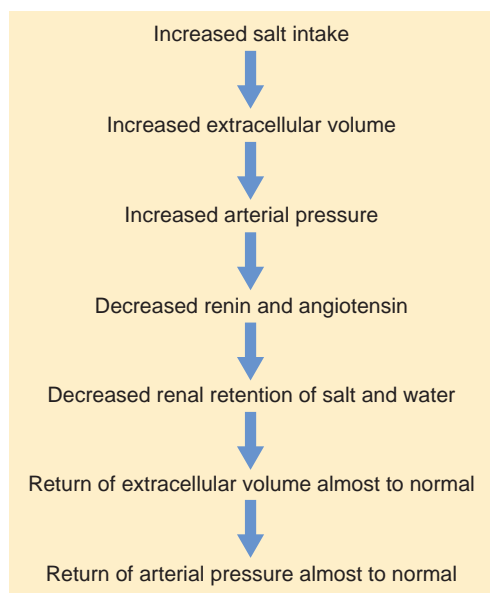 Increased salt intake
Increased extracellular volume
Increased arterial pressure
Decreased renin and angiotensin
Decreased renal retention of salt and water
Return of extracellular volume almost to normal
Return of arterial pressure almost to normal